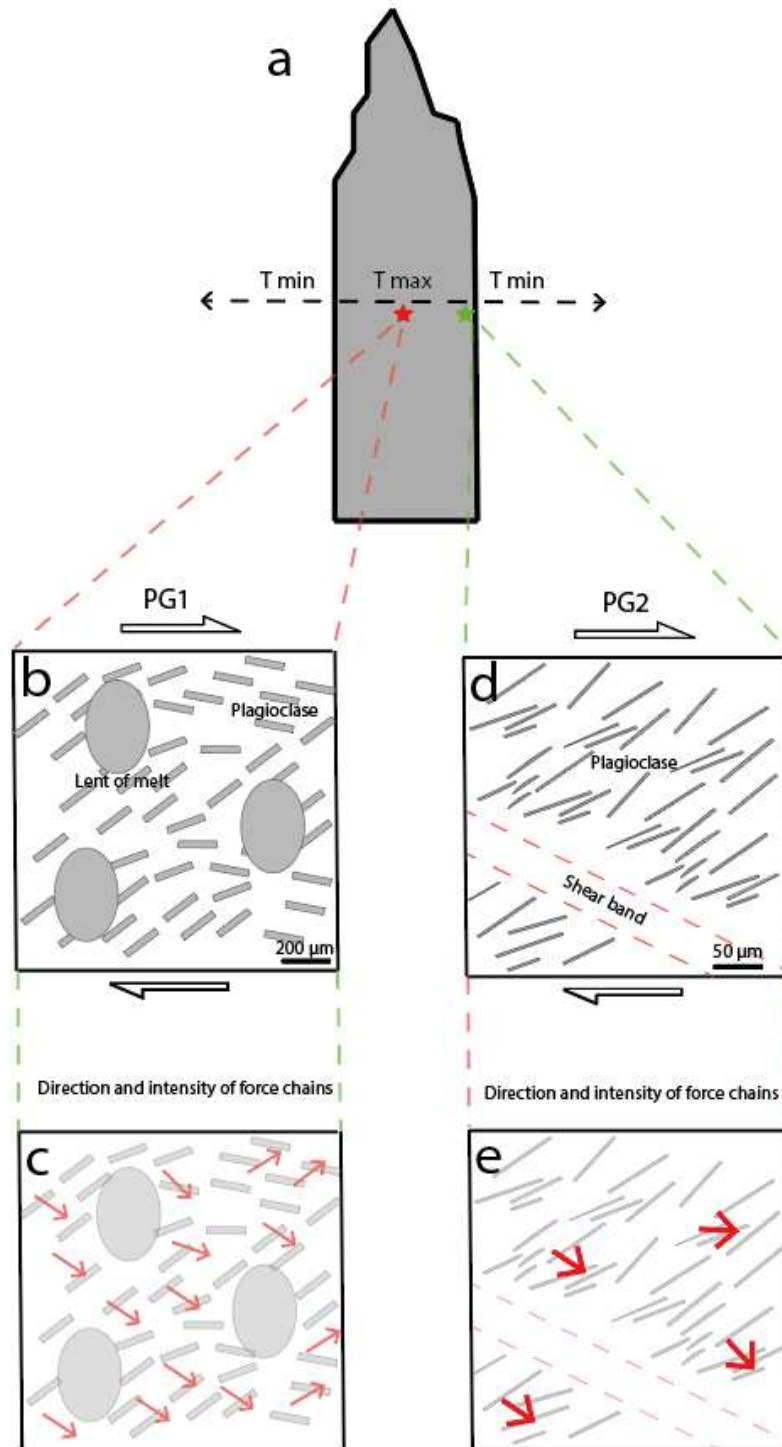 a
T min
T max
T min
PG1
PG2
b
Plagioclase
Lent of melt
200 µm
d
Plagioclase
Shear band
50 µm
Direction and intensity of force chains
Direction and intensity of force chains
c
e